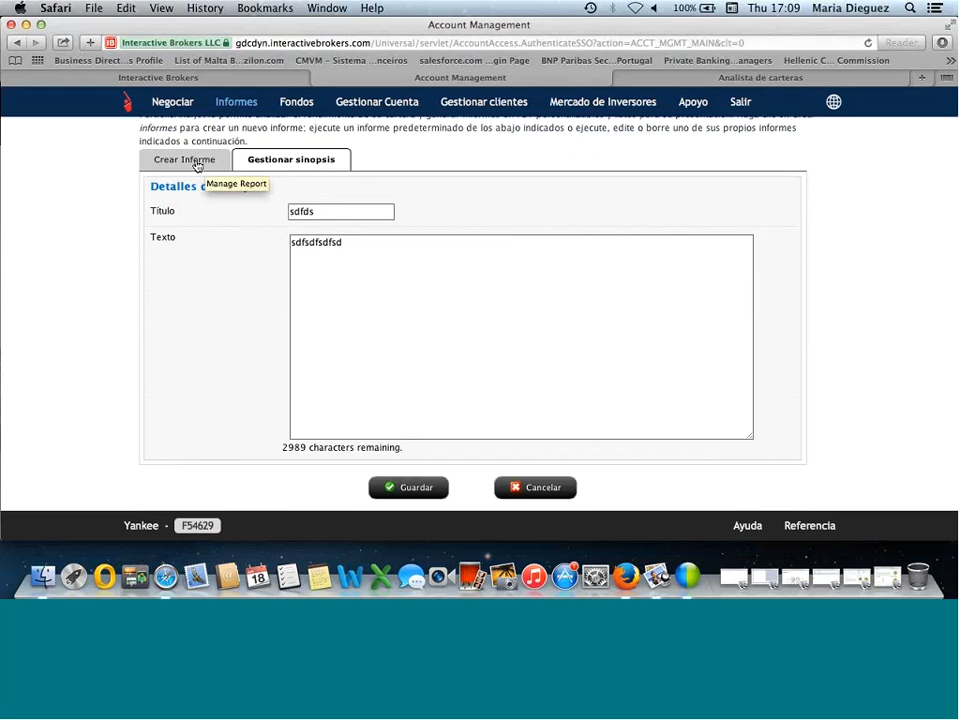 Safari File Edit View History Bookmarks Window Help 100% Thu 17:09 Maria Dieguez
Account Management
Interactive Brokers LLC gdcdyn.interactivebrokers.com/Universal/servlet/AccountAccess.AuthenticateSSO?action=ACCT_MGMT_MAIN&clt=0 Reader
Business Direct...s Profile List of Malta B...zilon.com CMVM – Sistema ...nceiros salesforce.com ...gin Page BNP Paribas Sec...Portugal Private Banking...anagers Hellenic C... Commission
Interactive Brokers Account Management Analista de carteras
Negociar Informes Fondos Gestionar Cuenta Gestionar clientes Mercado de Inversores Apoyo Salir
informes para crear un nuevo informe; ejecute un informe predeterminado de los abajo indicados o ejecute, edite o borre uno de sus propios informes
indicados a continuación.
Crear Informe Gestionar sinopsis
Manage Report
Detalles
Título sdfds
Texto sdfsdfsdfsd
2989 characters remaining.
Guardar Cancelar
Yankee - F54629 Ayuda Referencia
18